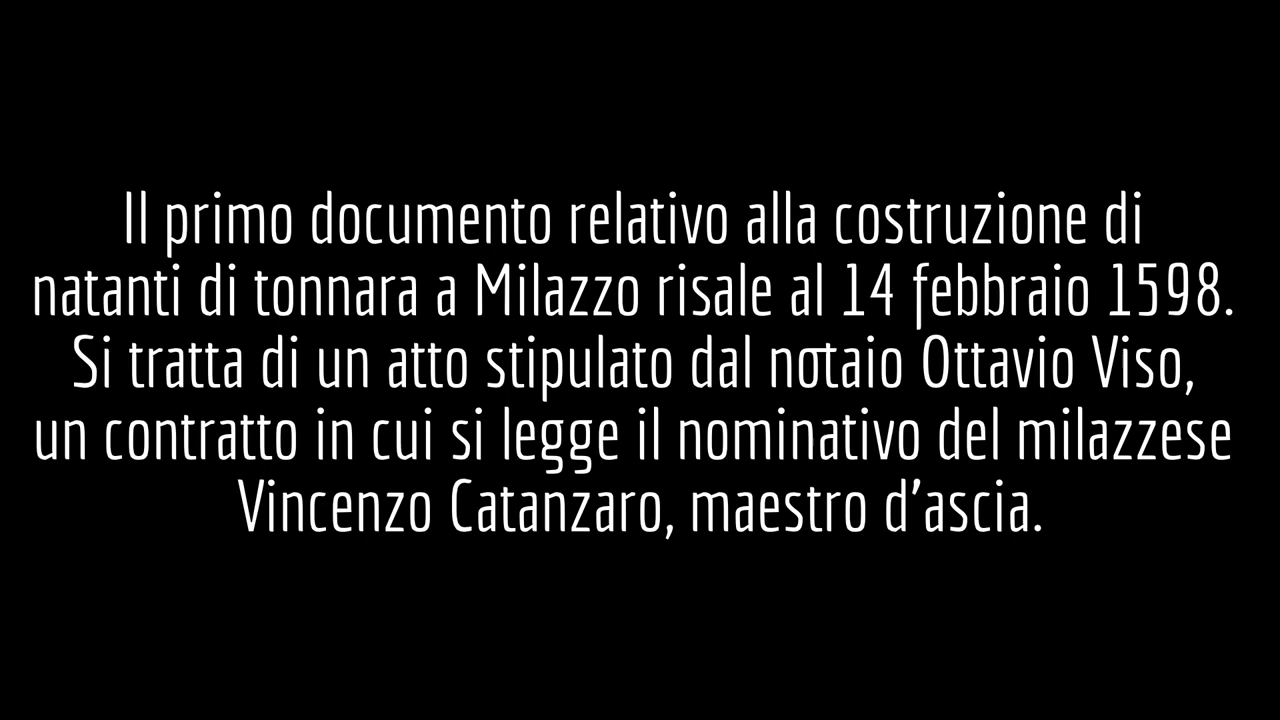 Il primo documento relativo alla costruzione di
natanti di tonnara a Milazzo risale al 14 febbraio 1598.
Si tratta di un atto stipulato dal notaio Ottavio Viso,
un contratto in cui si legge il nominativo del milazzese
Vincenzo Catanzaro, maestro d’ascia.